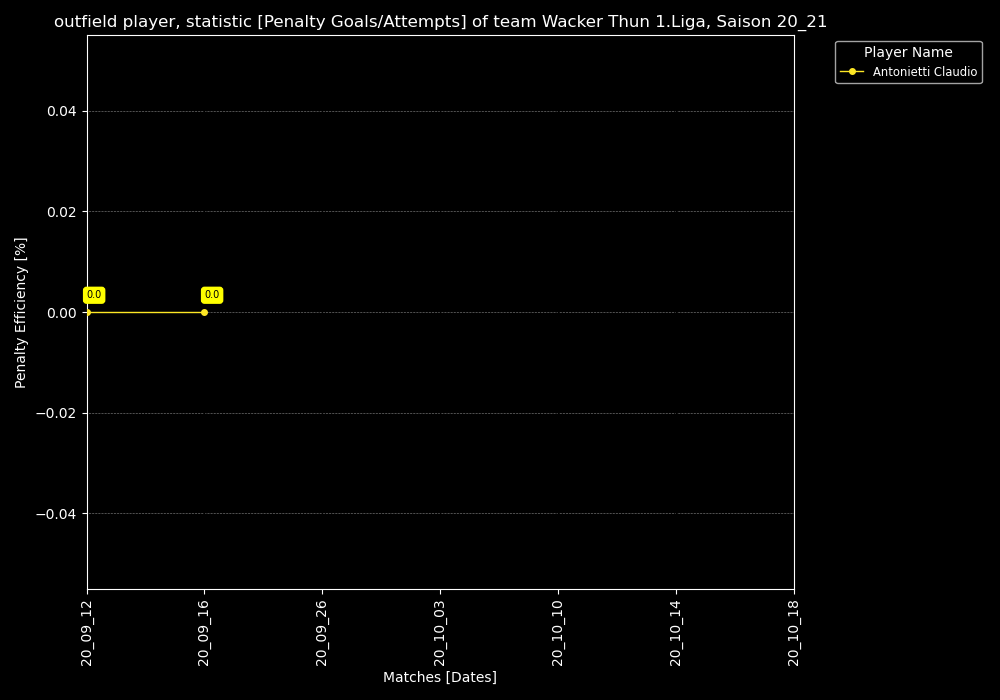 outfield player, statistic [Penalty Goals/Attempts] of team Wacker Thun 1.Liga, Saison 20_21
Player Name
Antonietti Claudio
Penalty Efficiency [%]
0.04
0.02
0.00
−0.02
−0.04
0.0
0.0
20_09_12
20_09_16
20_09_26
20_10_03
20_10_10
20_10_14
20_10_18
Matches [Dates]